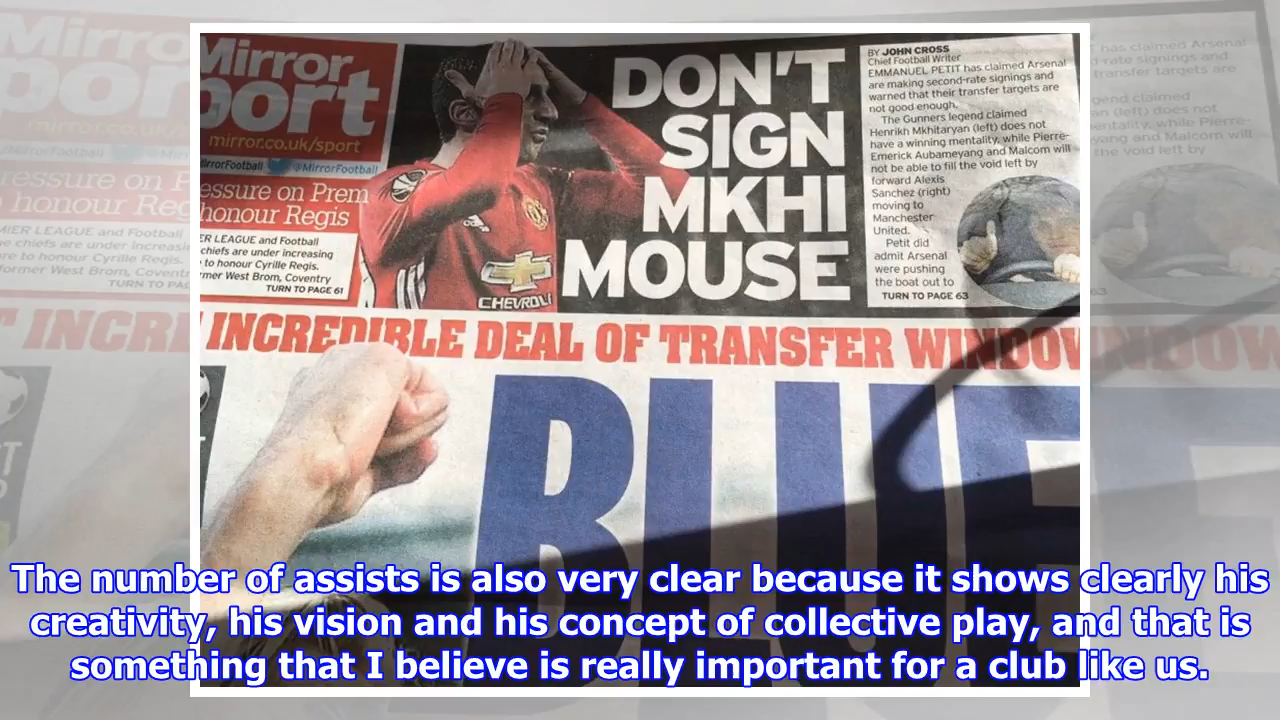 Mirror
port
mirror.co.uk/sport
MirrorFootball @MirrorFootball
essure on Prem
honour Regis
ER LEAGUE and Football
chiefs are under increasing
to honour Cyrille Regis.
rmer West Brom, Coventry
TURN TO PAGE 61
CHEVROLET
DON'T
SIGN
MKHI
MOUSE
BY JOHN CROSS
Chief Football Writer
EMMANUEL PETIT has claimed Arsenal
are making second-rate signings and
warned that their transfer targets are
not good enough.
The Gunners legend claimed
Henrikh Mkhitaryan (left) does not
have a winning mentality, while Pierre-
Emerick Aubameyang and Malcom will
not be able to fill the void left by
forward Alexis
Sanchez (right)
moving to
Manchester
United.
Petit did
admit Arsenal
were pushing
the boat out to
TURN TO PAGE 63
INCREDIBLE DEAL OF TRANSFER WINDOW
BLUE
The number of assists is also very clear because it shows clearly his
creativity, his vision and his concept of collective play, and that is
something that I believe is really important for a club like us.